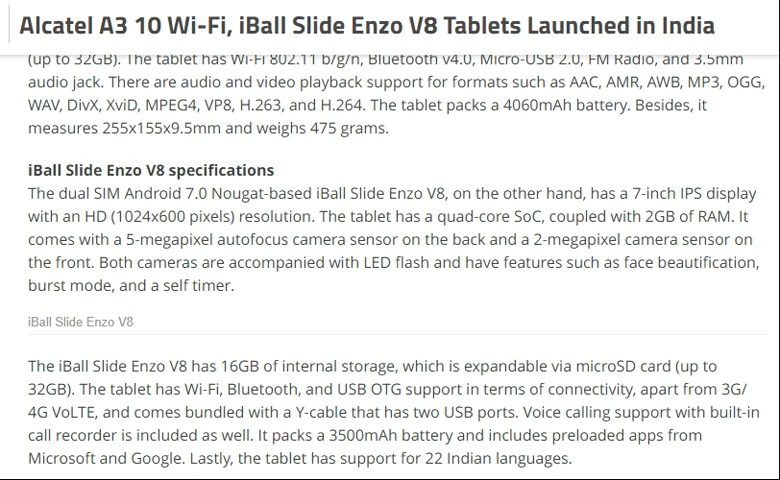 Alcatel A3 10 Wi-Fi, iBall Slide Enzo V8 Tablets Launched in India
(up to 32GB). The tablet has Wi-Fi 802.11 b/g/n, Bluetooth v4.0, Micro-USB 2.0, FM Radio, and 3.5mm
audio jack. There are audio and video playback support for formats such as AAC, AMR, AWB, MP3, OGG,
WAV, DivX, XviD, MPEG4, VP8, H.263, and H.264. The tablet packs a 4060mAh battery. Besides, it
measures 255x155x9.5mm and weighs 475 grams.
iBall Slide Enzo V8 specifications
The dual SIM Android 7.0 Nougat-based iBall Slide Enzo V8, on the other hand, has a 7-inch IPS display
with an HD (1024x600 pixels) resolution. The tablet has a quad-core SoC, coupled with 2GB of RAM. It
comes with a 5-megapixel autofocus camera sensor on the back and a 2-megapixel camera sensor on
the front. Both cameras are accompanied with LED flash and have features such as face beautification,
burst mode, and a self timer.
iBall Slide Enzo V8
The iBall Slide Enzo V8 has 16GB of internal storage, which is expandable via microSD card (up to
32GB). The tablet has Wi-Fi, Bluetooth, and USB OTG support in terms of connectivity, apart from 3G/
4G VoLTE, and comes bundled with a Y-cable that has two USB ports. Voice calling support with built-in
call recorder is included as well. It packs a 3500mAh battery and includes preloaded apps from
Microsoft and Google. Lastly, the tablet has support for 22 Indian languages.